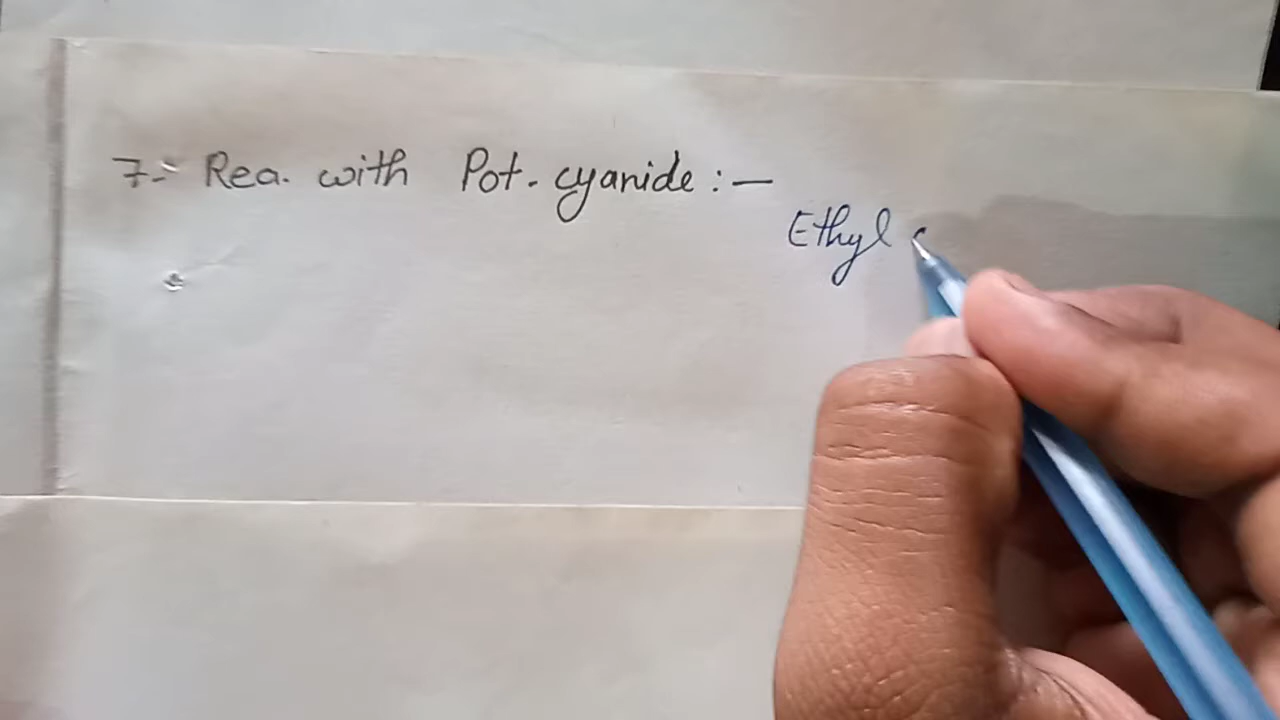 7:- Rea. with Pot. cyanide :—
Ethyl